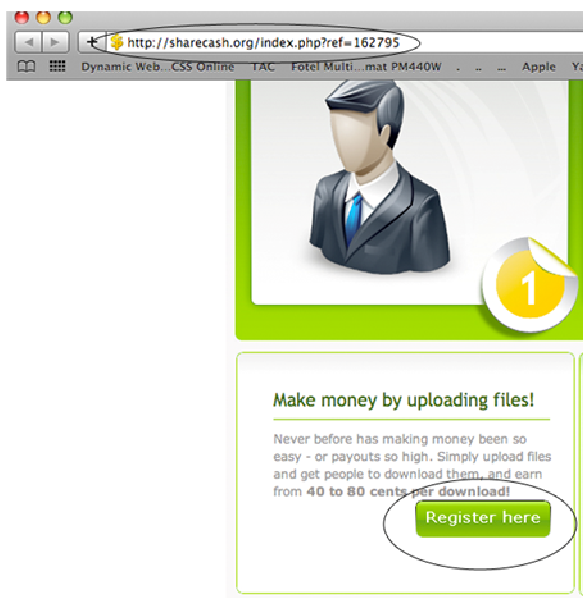 http://sharecash.org/index.php?ref=162795
Dynamic Web...CSS Online TAC Fotel Multi....mat PM440W . .. ... Apple Ya
1
Make money by uploading files!
Never before has making money been so
easy - or payouts so high. Simply upload files
and get people to download them, and earn
from 40 to 80 cents per download!
Register here